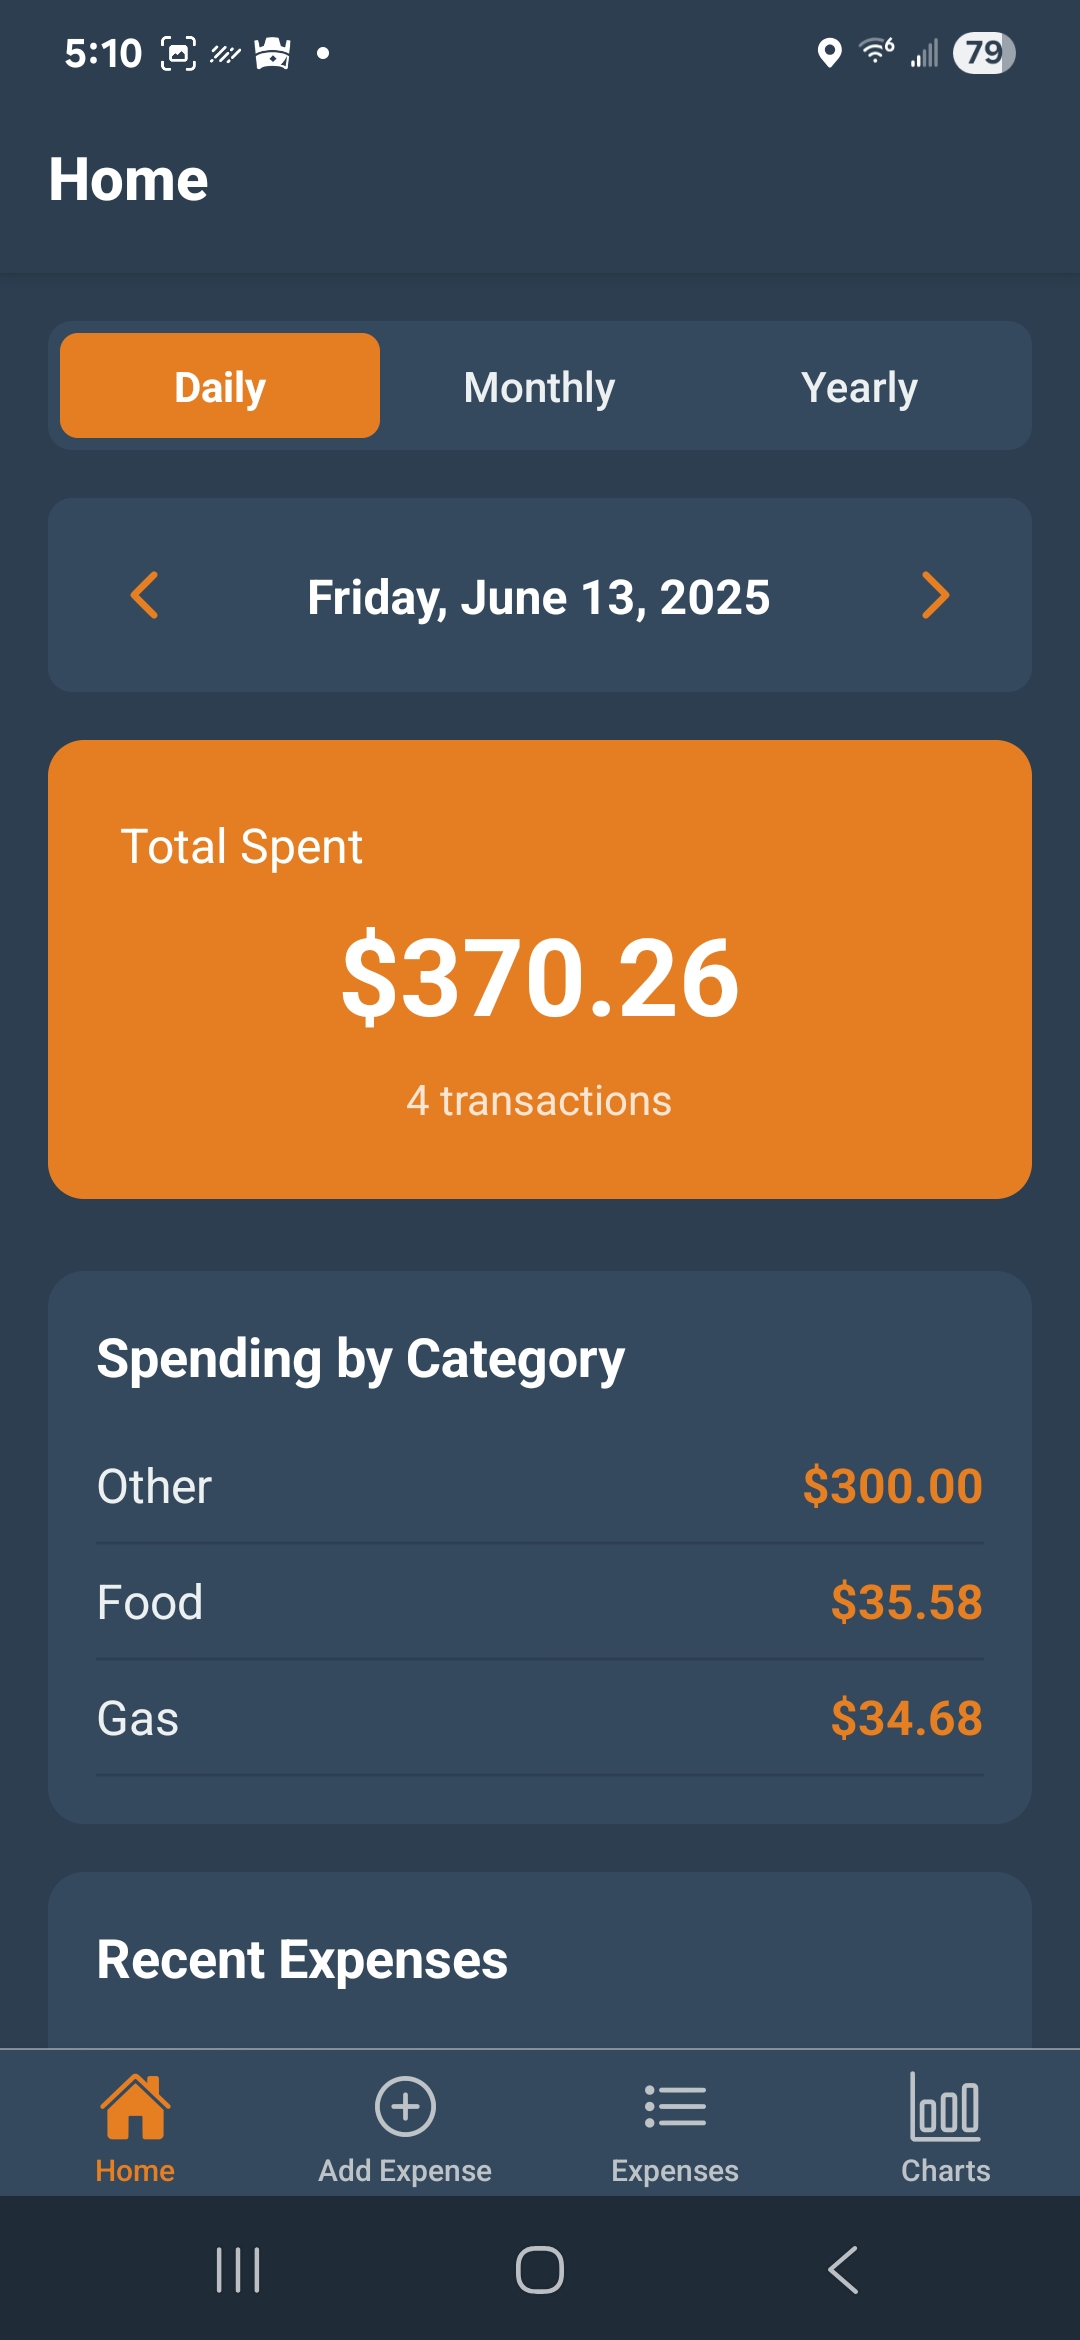 5:10
6
79
Home
Daily Monthly Yearly
Friday, June 13, 2025
Total Spent
$370.26
4 transactions
Spending by Category
Other $300.00
Food $35.58
Gas $34.68
Recent Expenses
Home Add Expense Expenses Charts